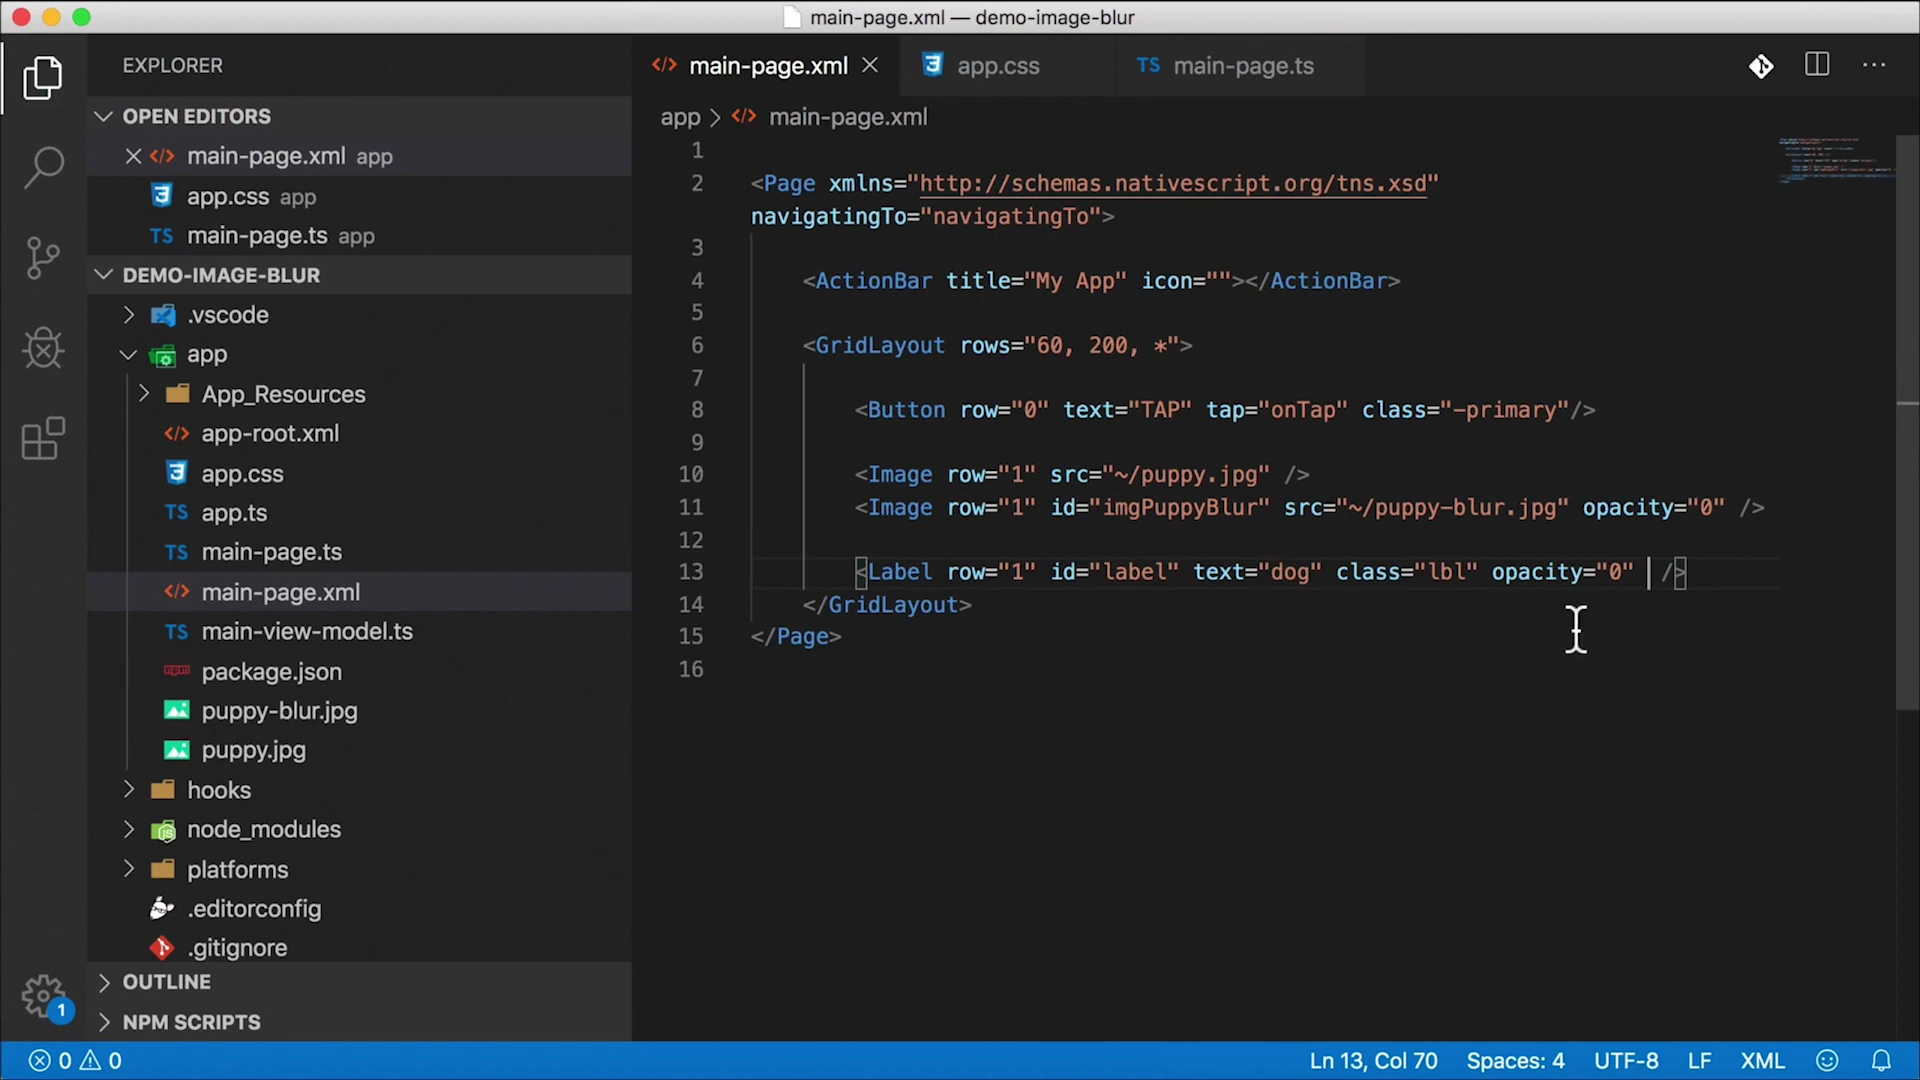 main-page.xml — demo-image-blur
EXPLORER
OPEN EDITORS
main-page.xml app
app.css app
TS main-page.ts app
DEMO-IMAGE-BLUR
.vscode
app
App_Resources
app-root.xml
app.css
TS app.ts
TS main-page.ts
main-page.xml
TS main-view-model.ts
package.json
puppy-blur.jpg
puppy.jpg
hooks
node_modules
platforms
.editorconfig
.gitignore
OUTLINE
NPM SCRIPTS
1
main-page.xml
app.css
TS main-page.ts
app > main-page.xml
1
2 <Page xmlns="http://schemas.nativescript.org/tns.xsd"
navigatingTo="navigatingTo">
3
4 <ActionBar title="My App" icon=""></ActionBar>
5
6 <GridLayout rows="60, 200, *">
7
8 <Button row="0" text="TAP" tap="onTap" class="-primary"/>
9
10 <Image row="1" src="~/puppy.jpg" />
11 <Image row="1" id="imgPuppyBlur" src="~/puppy-blur.jpg" opacity="0" />
12
13 <Label row="1" id="label" text="dog" class="lbl" opacity="0" />
14 </GridLayout>
15 </Page>
16
0 0
Ln 13, Col 70 Spaces: 4 UTF-8 LF XML